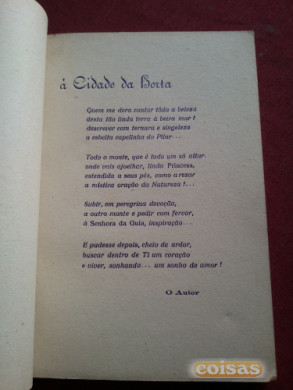 á Cidade da Horta
Quem me dera cantar tôda a beleza
desta tão linda terra à beira mar!
descrever com ternura e singeleza
a esbelta capelinha do Pilar...
Todo o monte, que é todo um só altar.
onde vais ajoelhar, linda Princesa,
estendida a seus pés, como a rezar
a mística oração da Natureza!...
Subir, em peregrina devoção,
a outro monte e pedir com fervor,
à Senhora da Guia, inspiração...
E pudesse depois, cheio de ardor,
buscar dentro de Ti um coração
e viver, sonhando... um sonho de amor!
O Autor
coisas